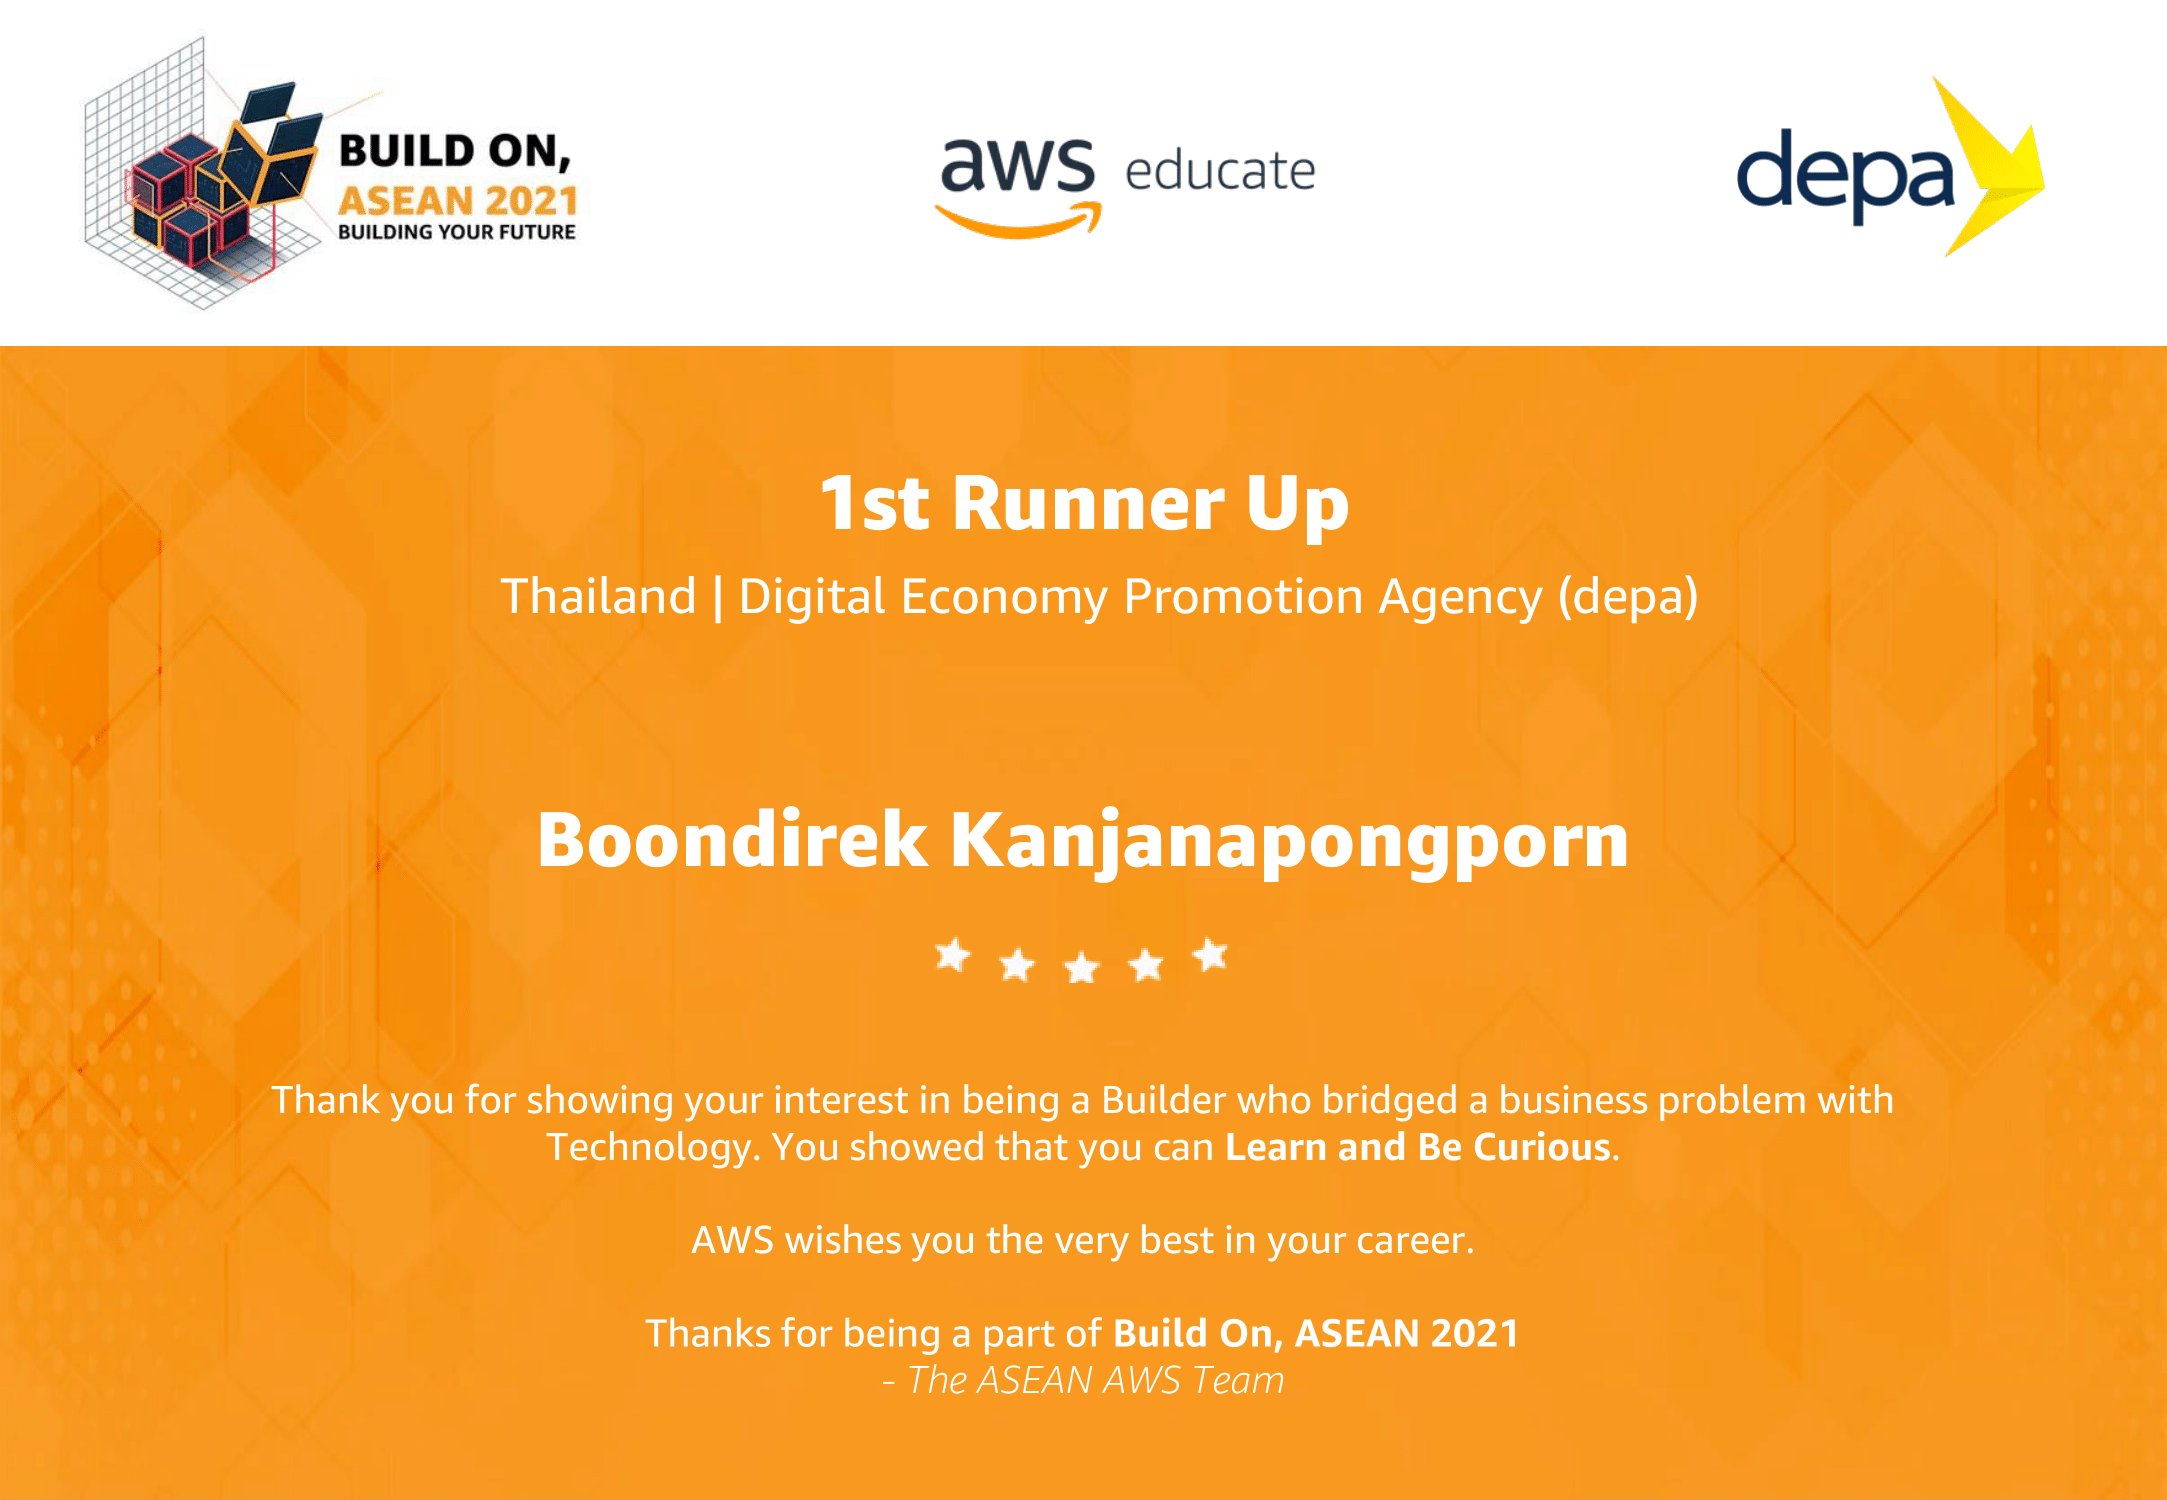 BUILD ON,
ASEAN 2021
BUILDING YOUR FUTURE
aws educate
depa
1st Runner Up
Thailand | Digital Economy Promotion Agency (depa)
Boondirek Kanjanapongporn
Thank you for showing your interest in being a Builder who bridged a business problem with
Technology. You showed that you can Learn and Be Curious.
AWS wishes you the very best in your career.
Thanks for being a part of Build On, ASEAN 2021
- The ASEAN AWS Team